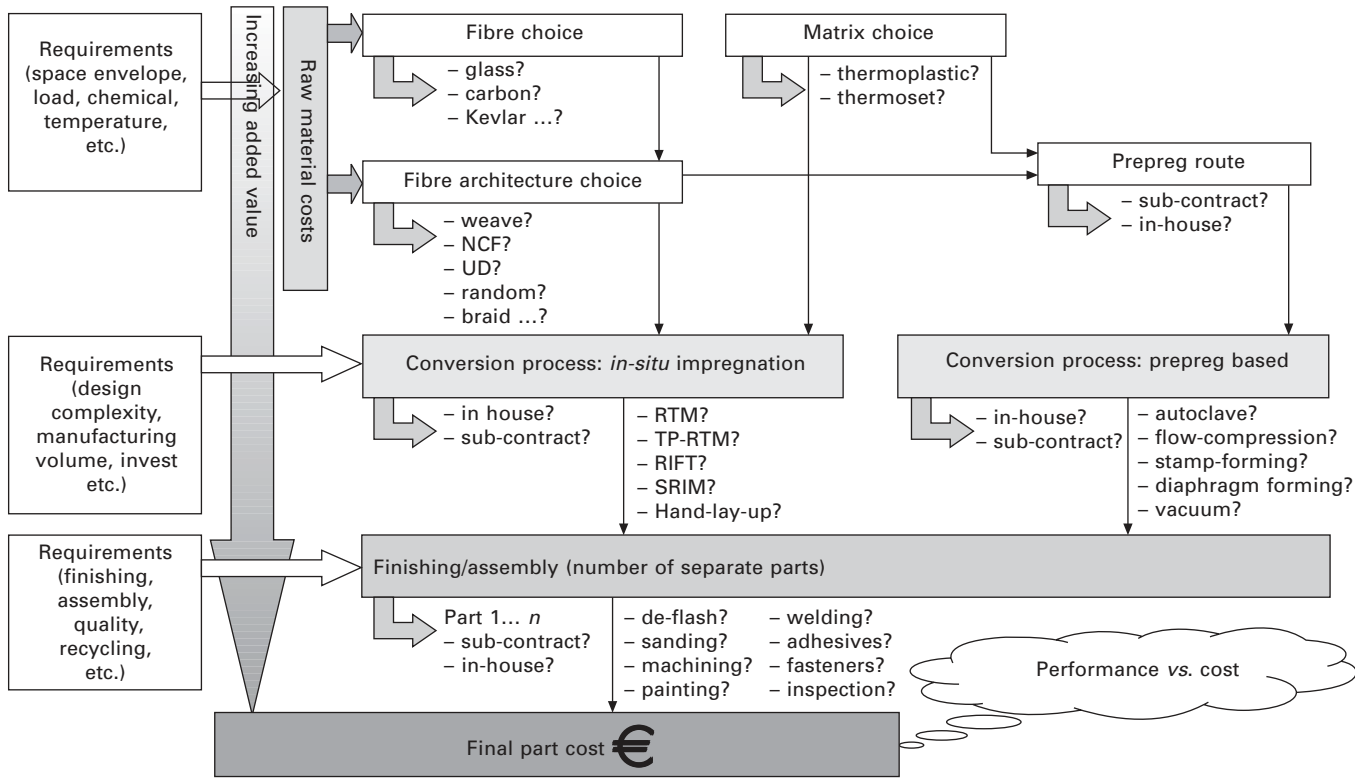 Requirements
(space envelope,
load, chemical,
temperature,
etc.)
Increasing added value
Raw material costs
Fibre choice
– glass?
– carbon?
– Kevlar ...?
Matrix choice
– thermoplastic?
– thermoset?
Fibre architecture choice
– weave?
– NCF?
– UD?
– random?
– braid ...?
Prepreg route
– sub-contract?
– in-house?
Requirements
(design
complexity,
manufacturing
volume, invest
etc.)
Conversion process: in-situ impregnation
– in house?
– sub-contract?
– RTM?
– TP-RTM?
– RIFT?
– SRIM?
– Hand-lay-up?
Conversion process: prepreg based
– in-house?
– sub-contract?
– autoclave?
– flow-compression?
– stamp-forming?
– diaphragm forming?
– vacuum?
Requirements
(finishing,
assembly,
quality,
recycling,
etc.)
Finishing/assembly (number of separate parts)
Part 1... n
– sub-contract?
– in-house?
– de-flash?
– sanding?
– machining?
– painting?
– welding?
– adhesives?
– fasteners?
– inspection?
Performance vs. cost
Final part cost €